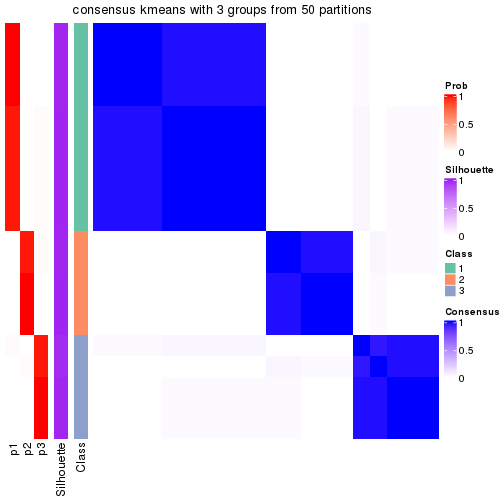 consensus kmeans with 3 groups from 50 partitions
Prob
1
0.5
0
Silhouette
1
0.5
0
Class
1
2
3
Consensus
1
0.5
0
p1
p2
p3
Silhouette
Class